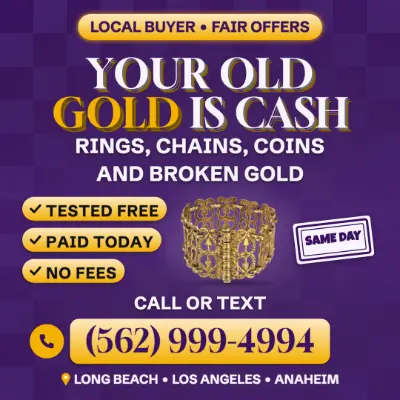 LOCAL BUYER • FAIR OFFERS
YOUR OLD
GOLD IS CASH
RINGS, CHAINS, COINS
AND BROKEN GOLD
TESTED FREE
PAID TODAY
NO FEES
SAME DAY
CALL OR TEXT
(562) 999-4994
LONG BEACH • LOS ANGELES • ANAHEIM